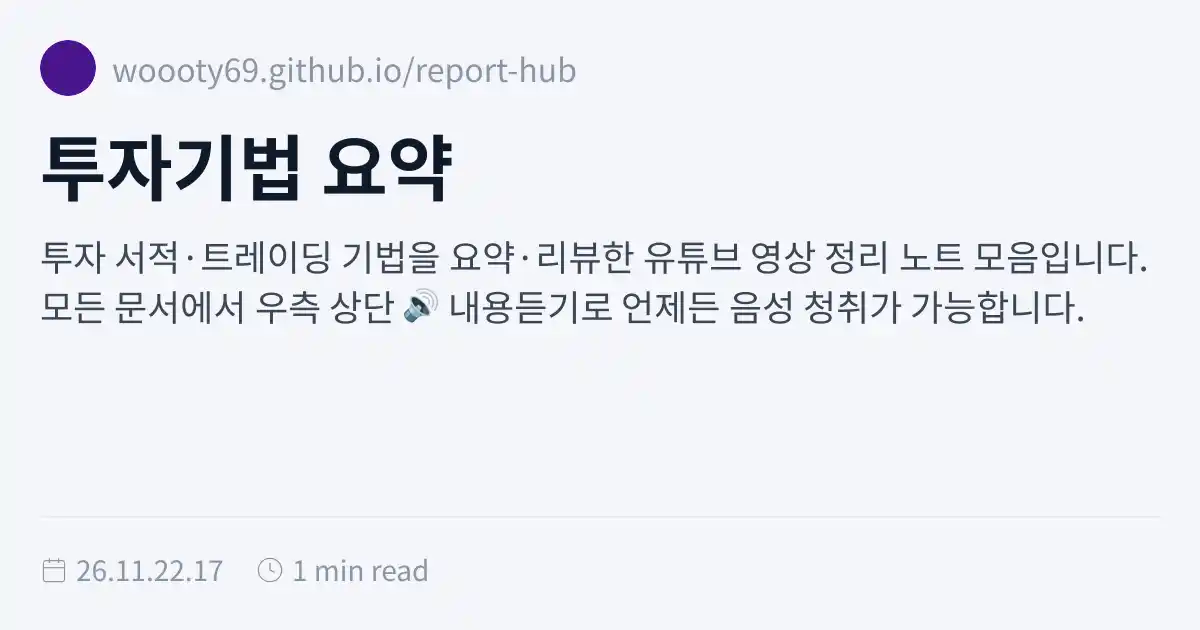 woooty69.github.io/report-hub
투자기법 요약
투자 서적·트레이딩 기법을 요약·리뷰한 유튜브 영상 정리 노트 모음입니다.
모든 문서에서 우측 상단 🔊 내용듣기로 언제든 음성 청취가 가능합니다.
26.11.22.17 1 min read